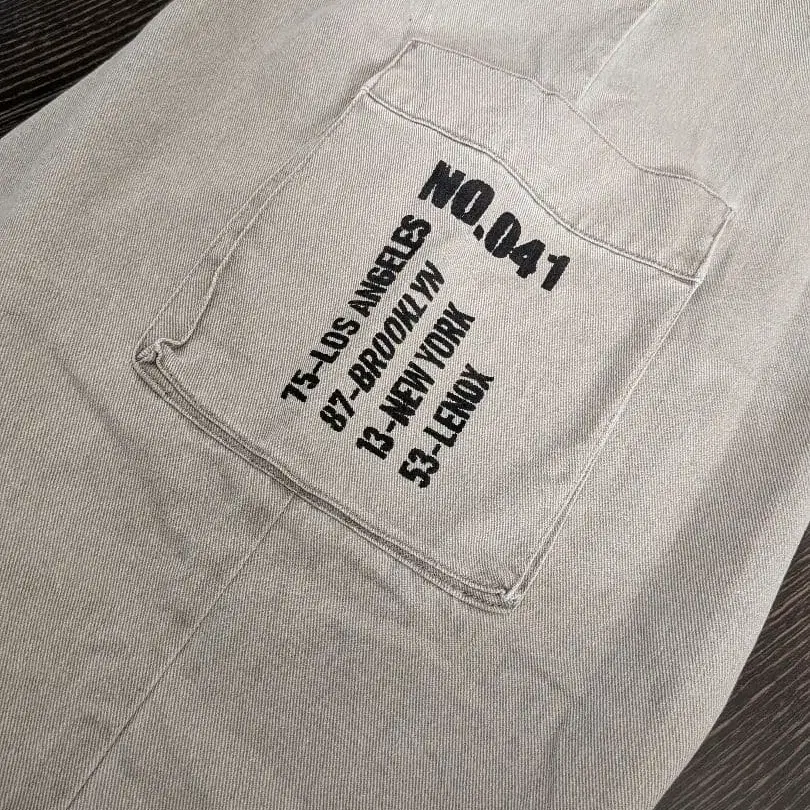 NO.041
75-LOS ANGELES
87-BROOKLYN
13-NEW YORK
53-LENOX